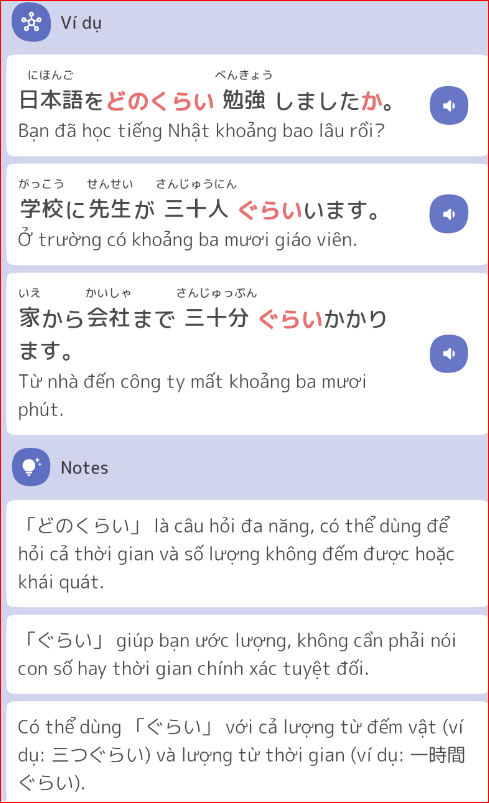 Ví dụ
にほんご べんきょう
日本語をどのくらい 勉強 しましたか。
Bạn đã học tiếng Nhật khoảng bao lâu rồi?
がっこう せんせい さんじゅうにん
学校に先生が 三十人 ぐらいいます。
Ở trường có khoảng ba mươi giáo viên.
いえ かいしゃ さんじゅっぷん
家から会社まで 三十分 ぐらいかかり
ます。
Từ nhà đến công ty mất khoảng ba mươi
phút.
Notes
「どのくらい」 là câu hỏi đa năng, có thể dùng để
hỏi cả thời gian và số lượng không đếm được hoặc
khái quát.
「ぐらい」 giúp bạn ước lượng, không cần phải nói
con số hay thời gian chính xác tuyệt đối.
Có thể dùng 「ぐらい」 với cả lượng từ đếm vật (ví
dụ: 三つぐらい) và lượng từ thời gian (ví dụ: 一時間
ぐらい).